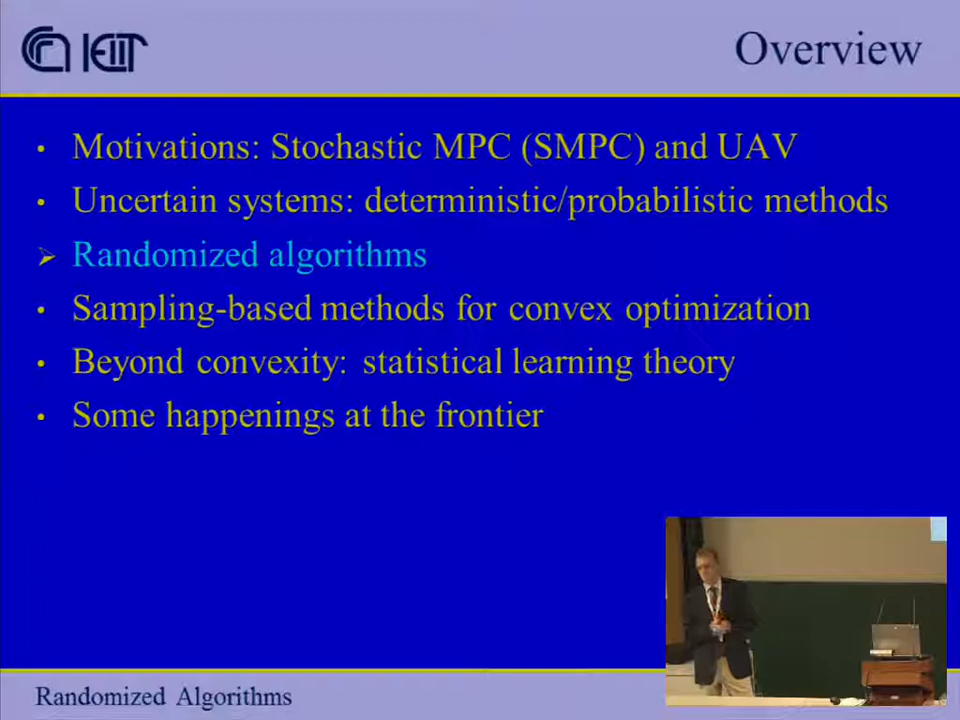 IEIIT
Overview
Motivations: Stochastic MPC (SMPC) and UAV
Uncertain systems: deterministic/probabilistic methods
Randomized algorithms
Sampling-based methods for convex optimization
Beyond convexity: statistical learning theory
Some happenings at the frontier
Randomized Algorithms